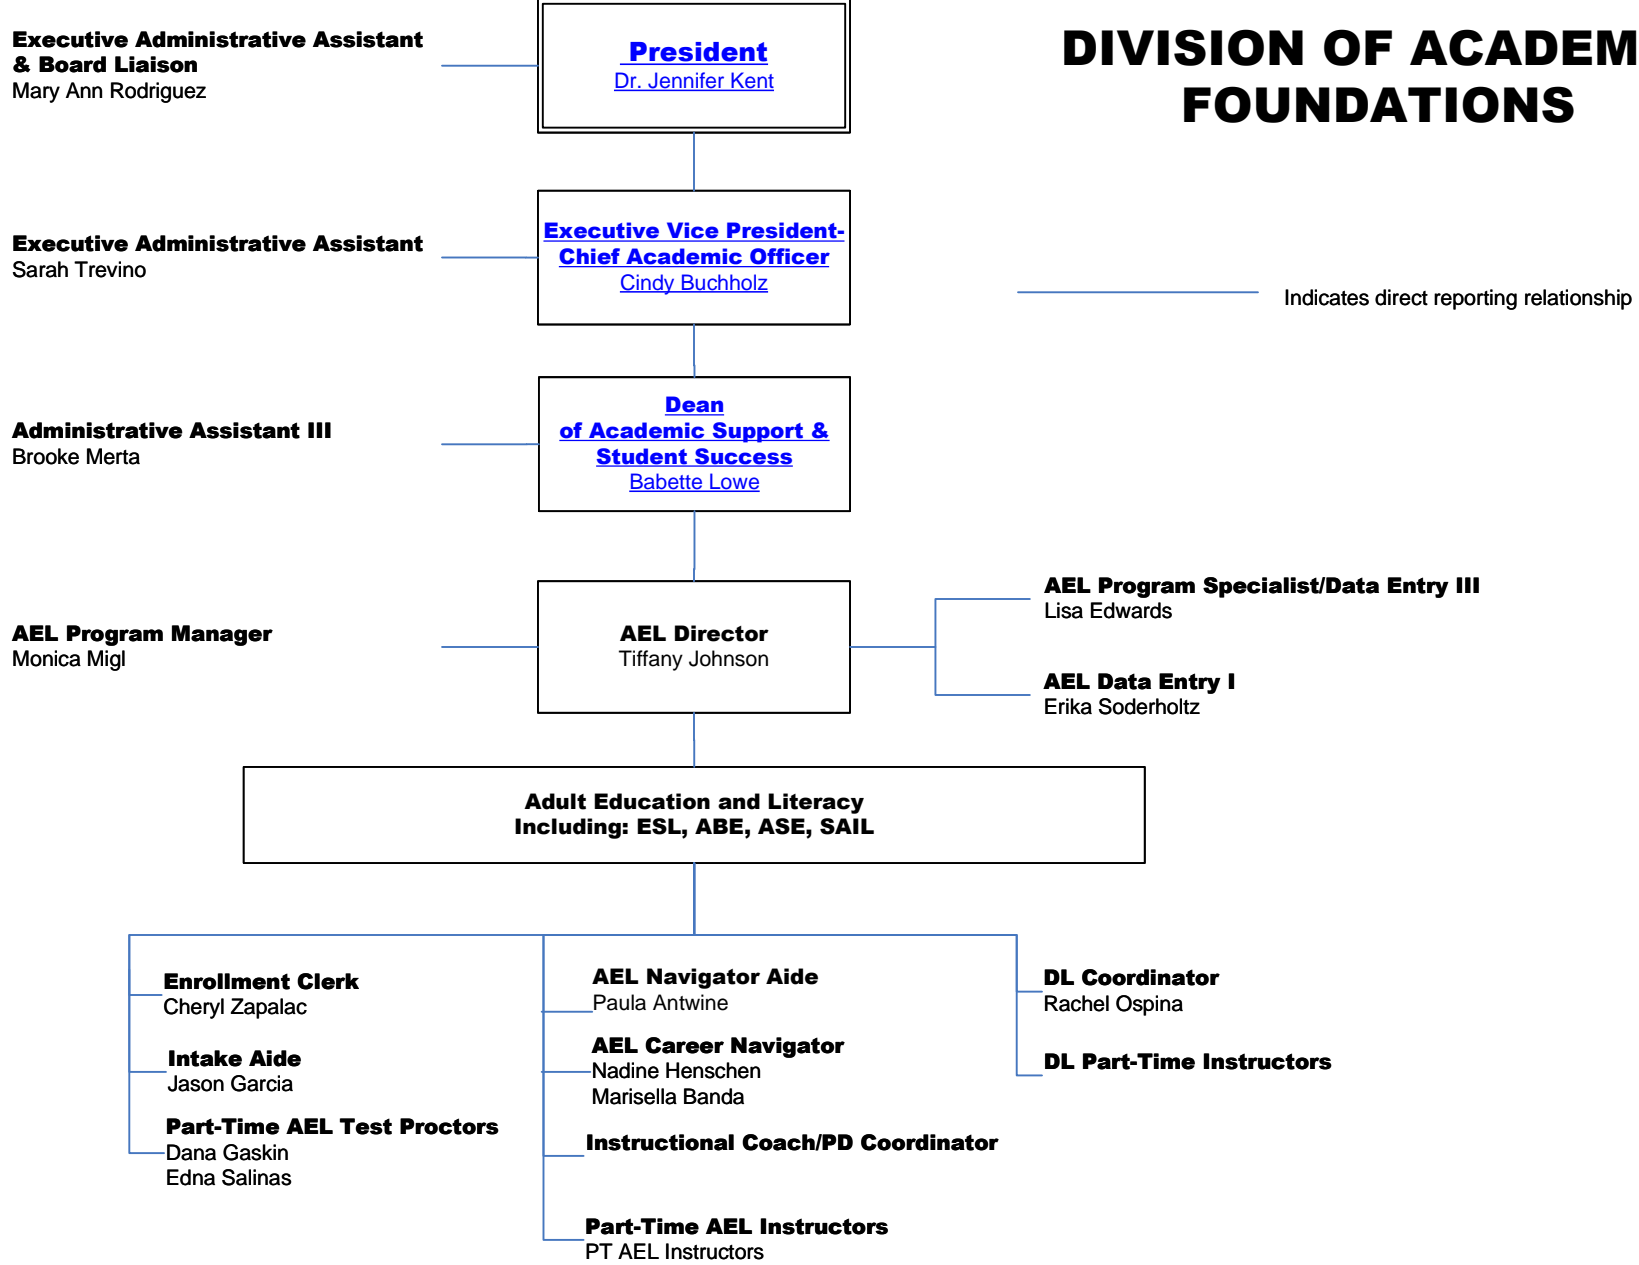 Executive Administrative Assistant
& Board Liaison
Mary Ann Rodriguez
President
Dr. Jennifer Kent
DIVISION OF ACADEM
FOUNDATIONS
Executive Administrative Assistant
Sarah Trevino
Executive Vice President-
Chief Academic Officer
Cindy Buchholz
Indicates direct reporting relationship
Administrative Assistant III
Brooke Merta
Dean
of Academic Support &
Student Success
Babette Lowe
AEL Program Manager
Monica Migl
AEL Director
Tiffany Johnson
AEL Program Specialist/Data Entry III
Lisa Edwards
AEL Data Entry I
Erika Soderholtz
Adult Education and Literacy
Including: ESL, ABE, ASE, SAIL
Enrollment Clerk
Cheryl Zapalac
Intake Aide
Jason Garcia
Part-Time AEL Test Proctors
Dana Gaskin
Edna Salinas
AEL Navigator Aide
Paula Antwine
AEL Career Navigator
Nadine Henschen
Marisella Banda
Instructional Coach/PD Coordinator
Part-Time AEL Instructors
PT AEL Instructors
DL Coordinator
Rachel Ospina
DL Part-Time Instructors